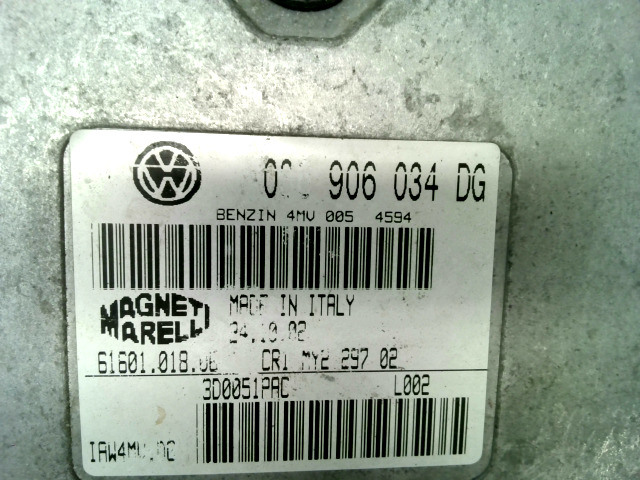 906 034 DG
BENZIN 4MV 005 4594
MAGNETI MARELLI
MADE IN ITALY
24.10.02
CR1 MY2 297 02
3D0051PAC
L002